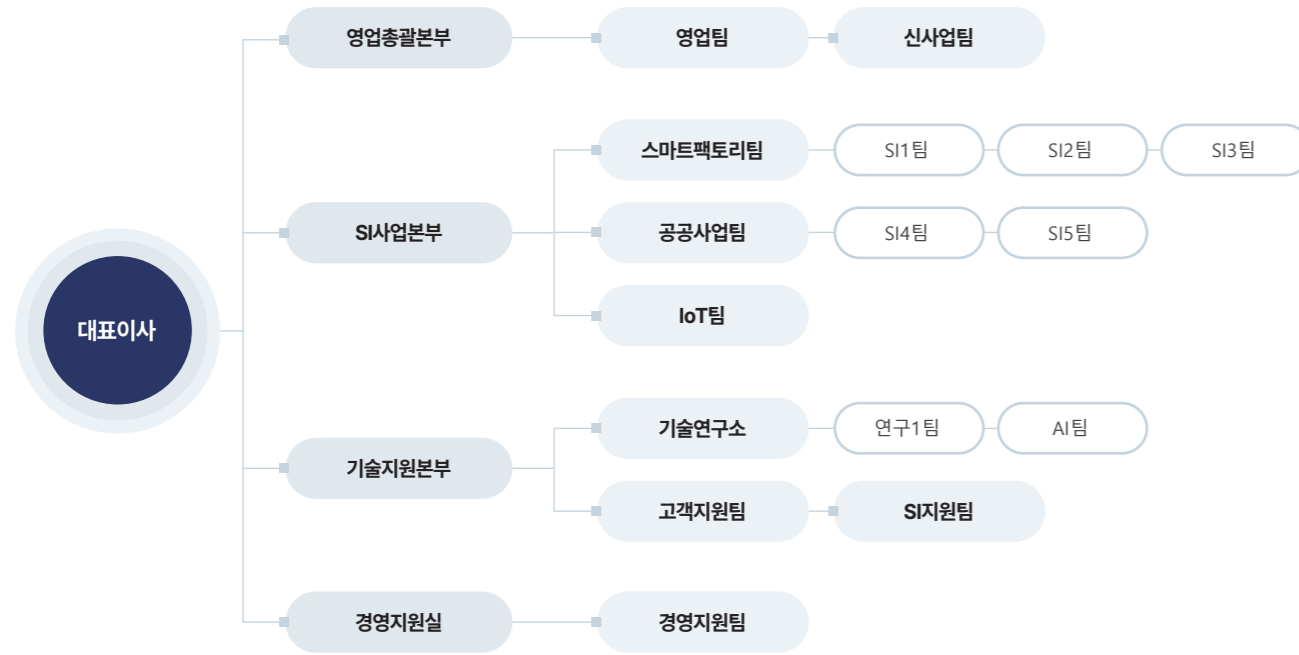 영업총괄본부
영업팀
신사업팀
스마트팩토리팀
SI1팀
SI2팀
SI3팀
SI사업본부
공공사업팀
SI4팀
SI5팀
IoT팀
대표이사
기술연구소
연구1팀
AI팀
기술지원본부
고객지원팀
SI지원팀
경영지원실
경영지원팀